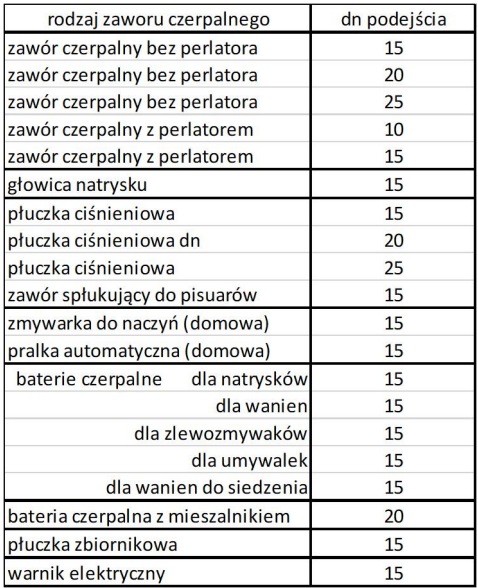 rodzaj zaworu czerpalnego dn podejścia
zawór czerpalny bez perlatora 15
zawór czerpalny bez perlatora 20
zawór czerpalny bez perlatora 25
zawór czerpalny z perlatorem 10
zawór czerpalny z perlatorem 15
głowica natrysku 15
płuczka ciśnieniowa 15
płuczka ciśnieniowa dn 20
płuczka ciśnieniowa 25
zawór spłukujący do pisuarów 15
zmywarka do naczyń (domowa) 15
pralka automatyczna (domowa) 15
baterie czerpalne dla natrysków 15
dla wanien 15
dla zlewozmywaków 15
dla umywalek 15
dla wanien do siedzenia 15
bateria czerpalna z mieszalnikiem 20
płuczka zbiornikowa 15
warnik elektryczny 15